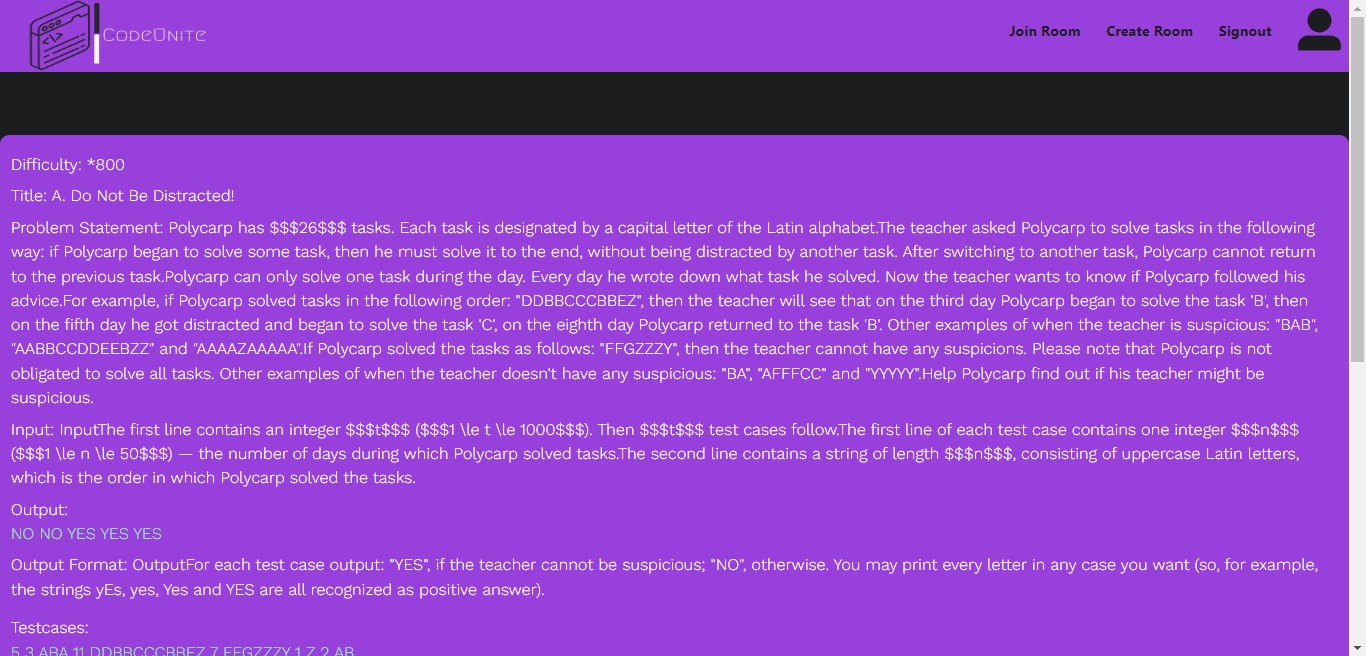 CODEUNITE
Join Room Create Room Signout
Difficulty: *800
Title: A. Do Not Be Distracted!
Problem Statement: Polycarp has $$$26$$$ tasks. Each task is designated by a capital letter of the Latin alphabet.The teacher asked Polycarp to solve tasks in the following
way: if Polycarp began to solve some task, then he must solve it to the end, without being distracted by another task. After switching to another task, Polycarp cannot return
to the previous task.Polycarp can only solve one task during the day. Every day he wrote down what task he solved. Now the teacher wants to know if Polycarp followed his
advice.For example, if Polycarp solved tasks in the following order: "DDBBCCCBBEZ", then the teacher will see that on the third day Polycarp began to solve the task 'B', then
on the fifth day he got distracted and began to solve the task 'C', on the eighth day Polycarp returned to the task 'B'. Other examples of when the teacher is suspicious: "BAB",
"AABBCCDDEEBZZ" and "AAAAZAAAAA".If Polycarp solved the tasks as follows: "FFGZZZY", then the teacher cannot have any suspicions. Please note that Polycarp is not
obligated to solve all tasks. Other examples of when the teacher doesn't have any suspicious: "BA", "AFFFCC" and "YYYYY".Help Polycarp find out if his teacher might be
suspicious.
Input: InputThe first line contains an integer $$$t$$$ ($$$1 \le t \le 1000$$$). Then $$$t$$$ test cases follow.The first line of each test case contains one integer $$$n$$$
($$$1 \le n \le 50$$$) — the number of days during which Polycarp solved tasks.The second line contains a string of length $$$n$$$, consisting of uppercase Latin letters,
which is the order in which Polycarp solved the tasks.
Output:
NO NO YES YES YES
Output Format: OutputFor each test case output: "YES", if the teacher cannot be suspicious; "NO", otherwise. You may print every letter in any case you want (so, for example,
the strings yEs, yes, Yes and YES are all recognized as positive answer).
Testcases:
5 3 ABA 11 DDBBCCCBBEZ 7 FFGZZZY 1 Z 2 AB